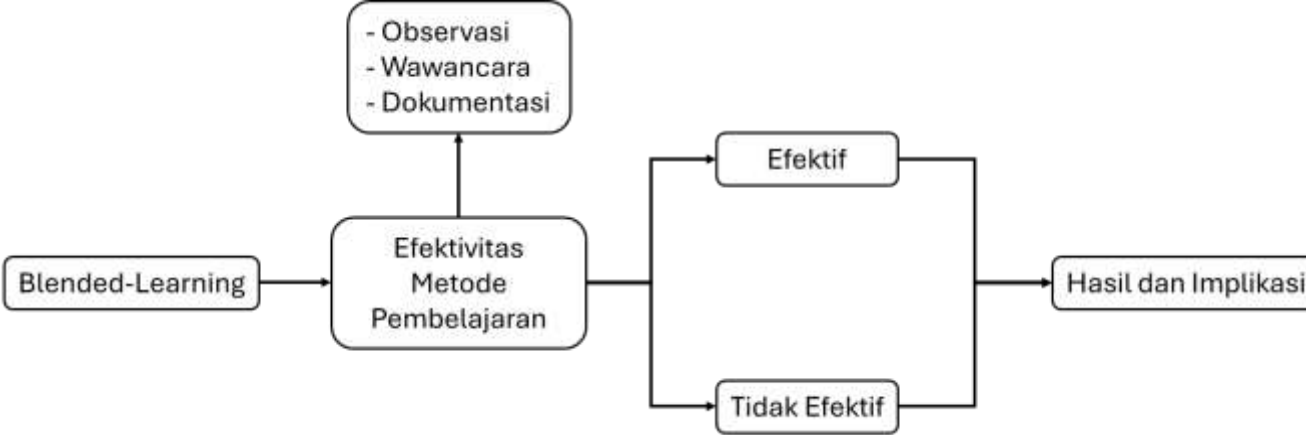 - Observasi
- Wawancara
- Dokumentasi
Efektif
Efektivitas
Metode
Pembelajaran
Blended-Learning
Hasil dan Implikasi
Tidak Efektif